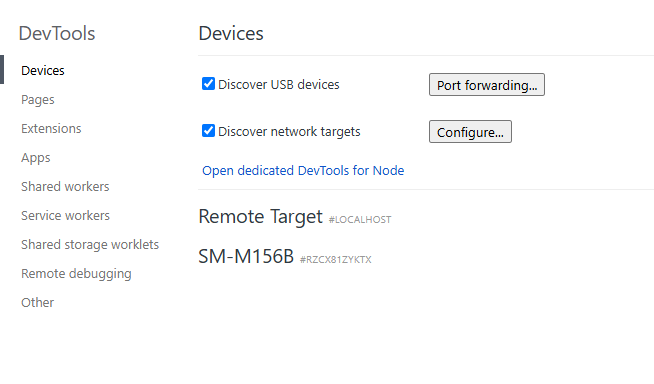 DevTools
Devices
Pages
Extensions
Apps
Shared workers
Service workers
Shared storage worklets
Remote debugging
Other
Devices
Discover USB devices
Port forwarding...
Discover network targets
Configure...
Open dedicated DevTools for Node
Remote Target #LOCALHOST
SM-M156B #RZCX81ZYKTX